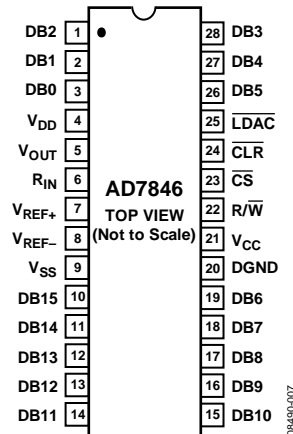 DB2 1 28 DB3
DB1 2 27 DB4
DB0 3 26 DB5
VDD 4 25 LDAC
VOUT 5 24 CLR
RIN 6 23 CS
AD7846
VREF+ 7 22 R/W
TOP VIEW
VREF– 8 21 VCC
(Not to Scale)
VSS 9 20 DGND
DB15 10 19 DB6
DB14 11 18 DB7
DB13 12 17 DB8
DB12 13 16 DB9
DB11 14 15 DB10
08490-007